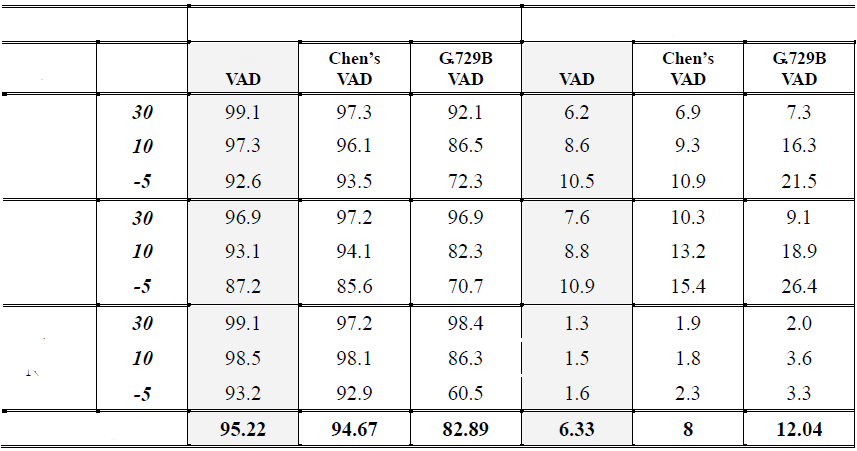 VAD Chen's VAD G.729B VAD VAD Chen's VAD G.729B VAD
30 99.1 97.3 92.1 6.2 6.9 7.3
10 97.3 96.1 86.5 8.6 9.3 16.3
-5 92.6 93.5 72.3 10.5 10.9 21.5
30 96.9 97.2 96.9 7.6 10.3 9.1
10 93.1 94.1 82.3 8.8 13.2 18.9
-5 87.2 85.6 70.7 10.9 15.4 26.4
30 99.1 97.2 98.4 1.3 1.9 2.0
10 98.5 98.1 86.3 1.5 1.8 3.6
-5 93.2 92.9 60.5 1.6 2.3 3.3
95.22 94.67 82.89 6.33 8 12.04